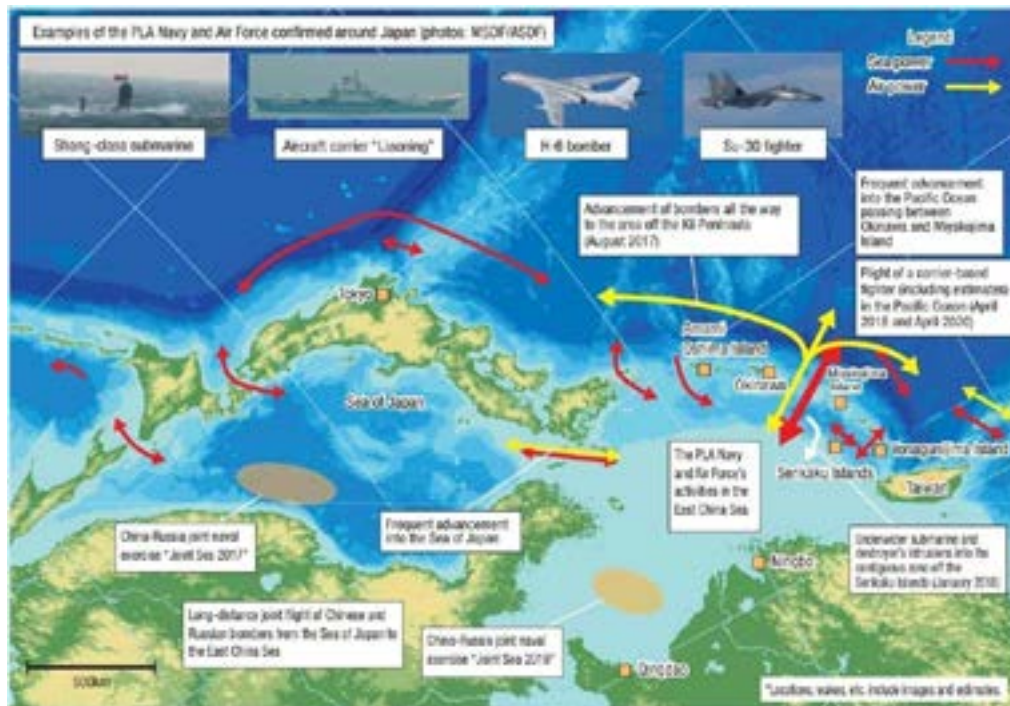 Examples of the PLA Navy and Air Force confirmed around Japan (photos: MSDF/ASDF)
Legend
Sea power
Air power
Shang-class submarine
Aircraft carrier "Liaoning"
H-6 bomber
Su-30 fighter
Advancement of bombers all the way
to the area off the Kii Peninsula
(August 2017)
Frequent advancement
into the Pacific Ocean
passing between
Okinawa and Miyakojima
Island
Flight of a carrier-based
fighter (including estimates)
in the Pacific Ocean (April
2018 and April 2020)
Tokyo
Amami
Oshima Island
Okinawa
Miyakojima
Island
Sea of Japan
Yonagunijima Island
Senkaku Islands
Taiwan
The PLA Navy
and Air Force's
activities in the
East China Sea
China-Russia joint naval
exercise "Joint Sea 2017"
Frequent advancement
into the Sea of Japan
Underwater submarine and
destroyer's intrusions into the
contiguous zone off the
Senkaku Islands (January 2018)
Ningbo
Long-distance joint flight of Chinese and
Russian bombers from the Sea of Japan to
the East China Sea
China-Russia joint naval
exercise "Joint Sea 2019"
Qingdao
500km
*Locations, wakes, etc. include images and estimates.